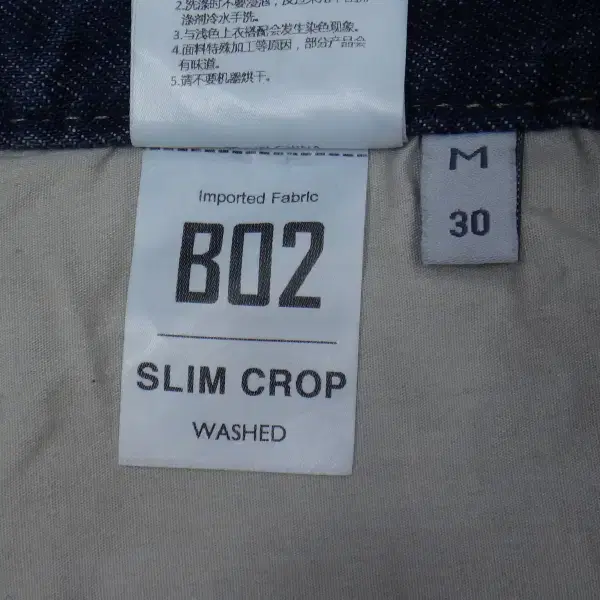 涤剂冷水手洗。
3.与浅色上衣搭配会发生染色现象。
4.面料特殊加工等原因，部分产品会
有味道。
5.请不要机器烘干。
Imported Fabric
B02
SLIM CROP
WASHED
M
30